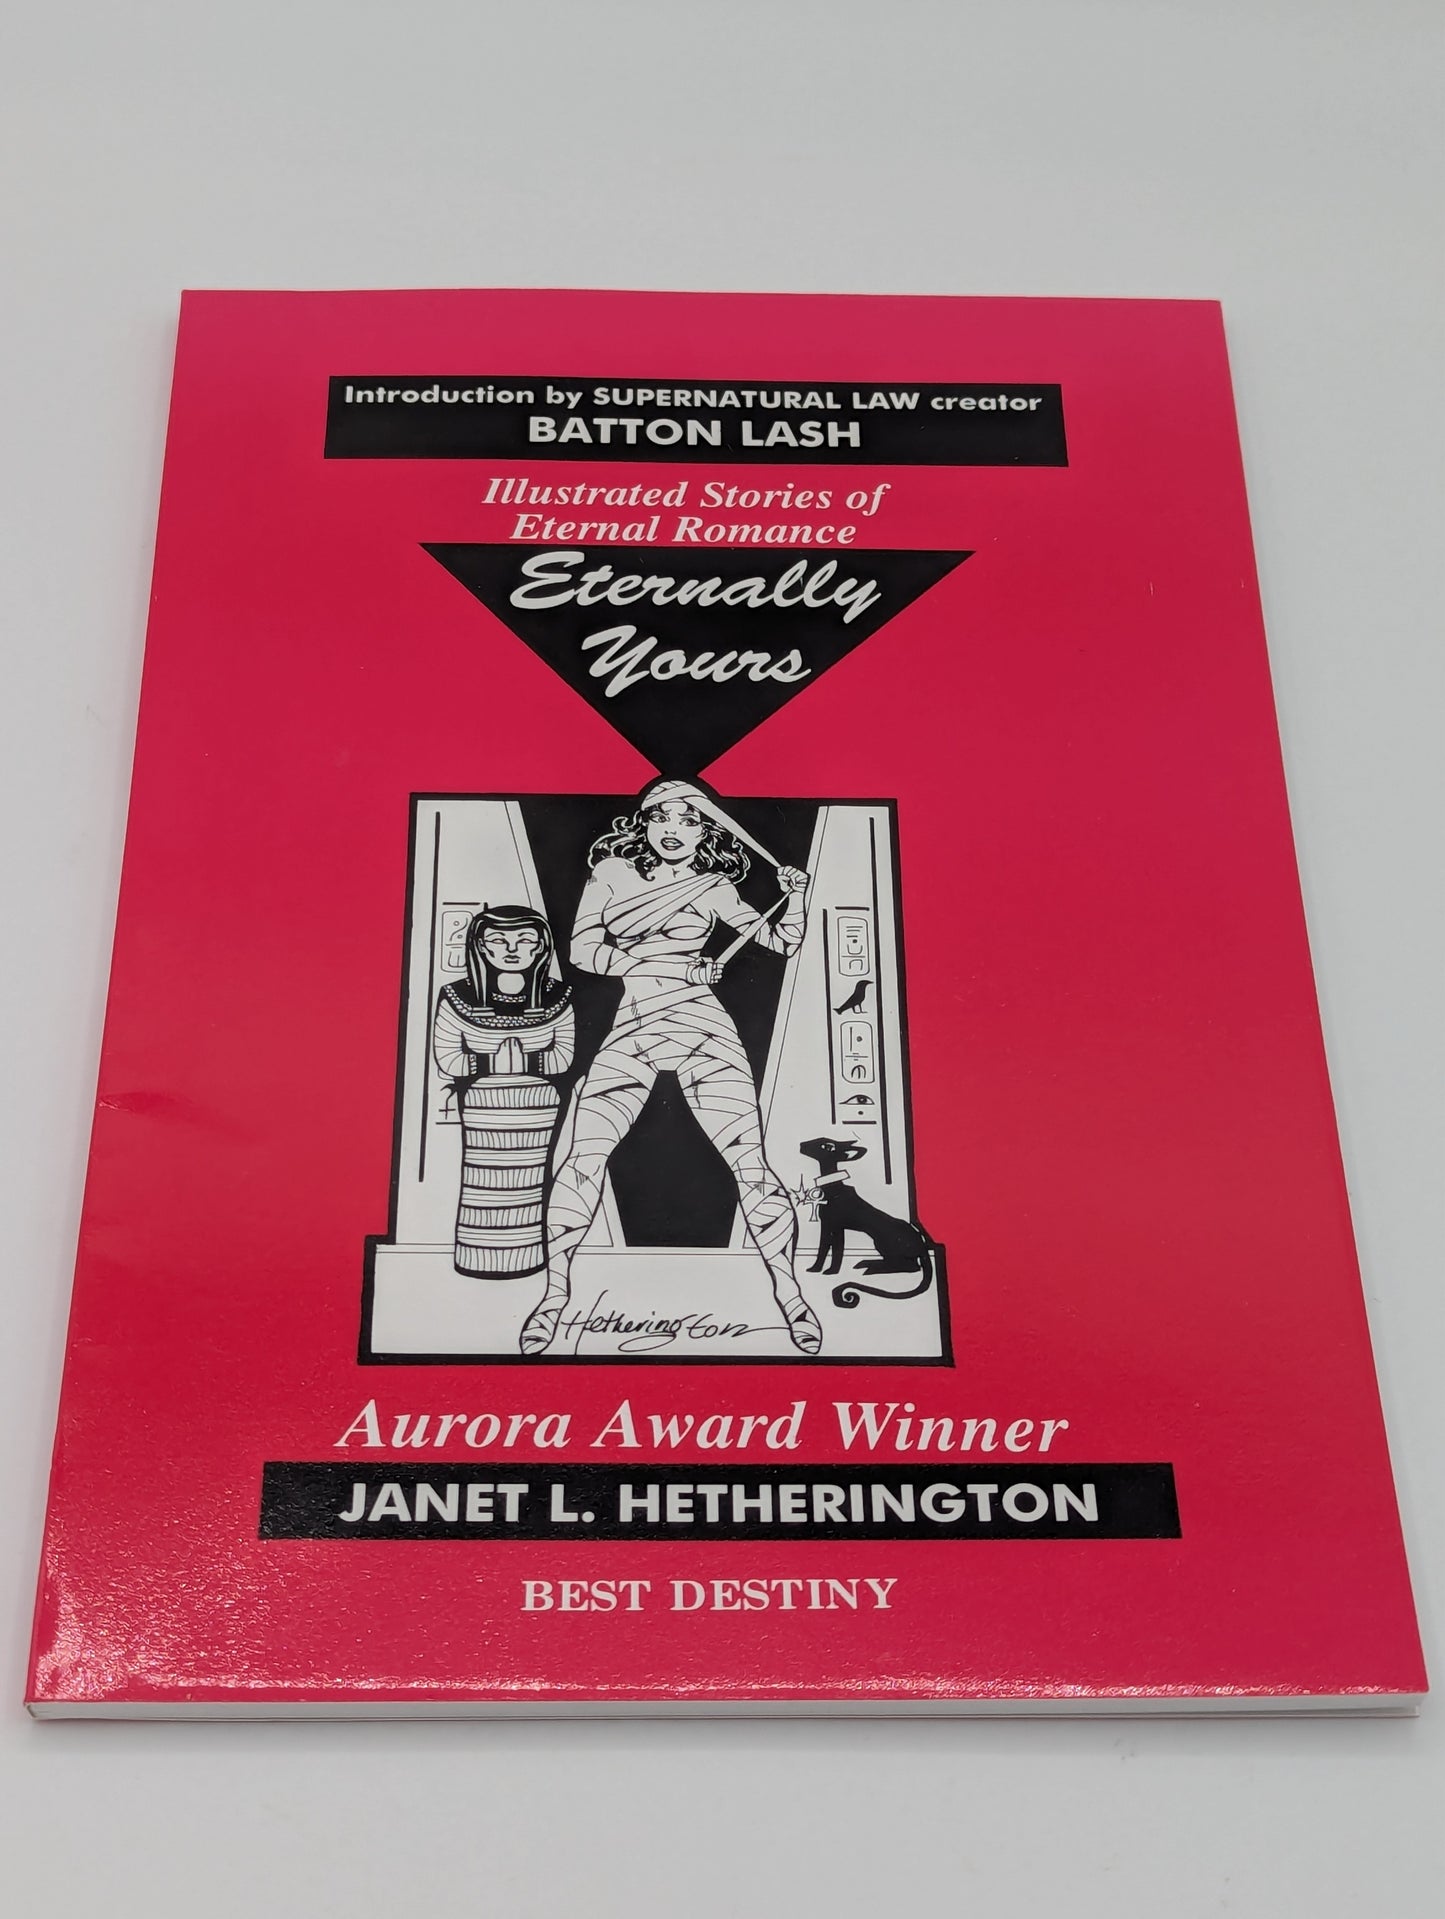 Introduction by SUPERNATURAL LAW creator
BATTON LASH
Illustrated Stories of
Eternal Romance
Eternally
Yours
Hetherington
Aurora Award Winner
JANET L. HETHERINGTON
BEST DESTINY